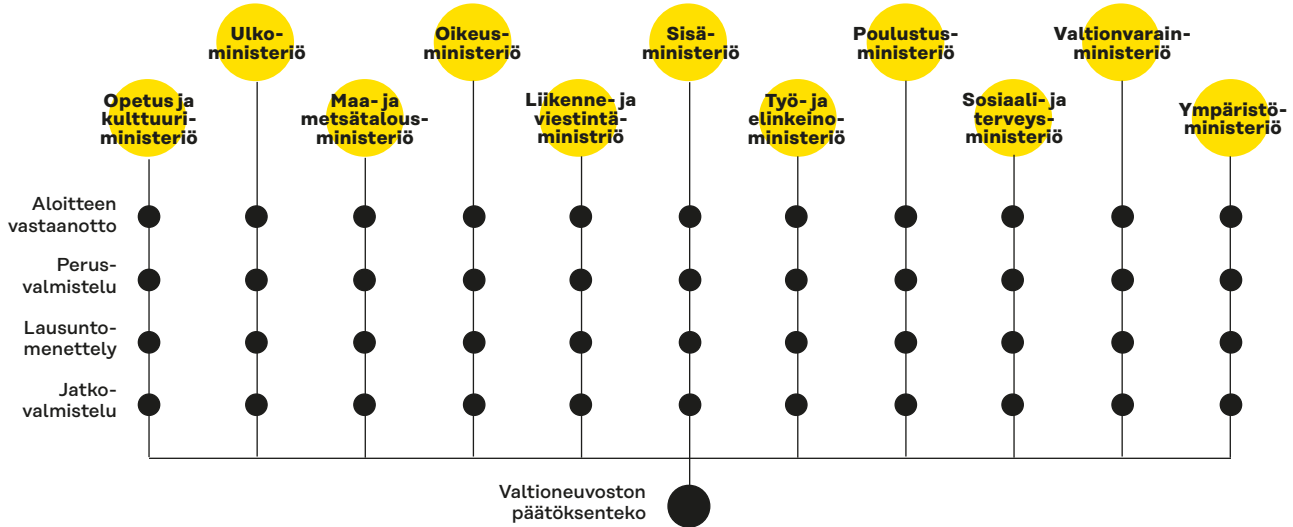 Ulko-
ministeriö
Oikeus-
ministeriö
Sisä-
ministeriö
Poulustus-
ministeriö
Valtionvarain-
ministeriö
Opetus ja
kulttuuri-
ministeriö
Maa- ja
metsätalous-
ministeriö
Liikenne- ja
viestintä-
ministriö
Työ- ja
elinkeino-
ministeriö
Sosiaali- ja
terveys-
ministeriö
Ympäristö-
ministeriö
Aloitteen
vastaanotto
Perus-
valmistelu
Lausunto-
menettely
Jatko-
valmistelu
Valtioneuvoston
päätöksenteko